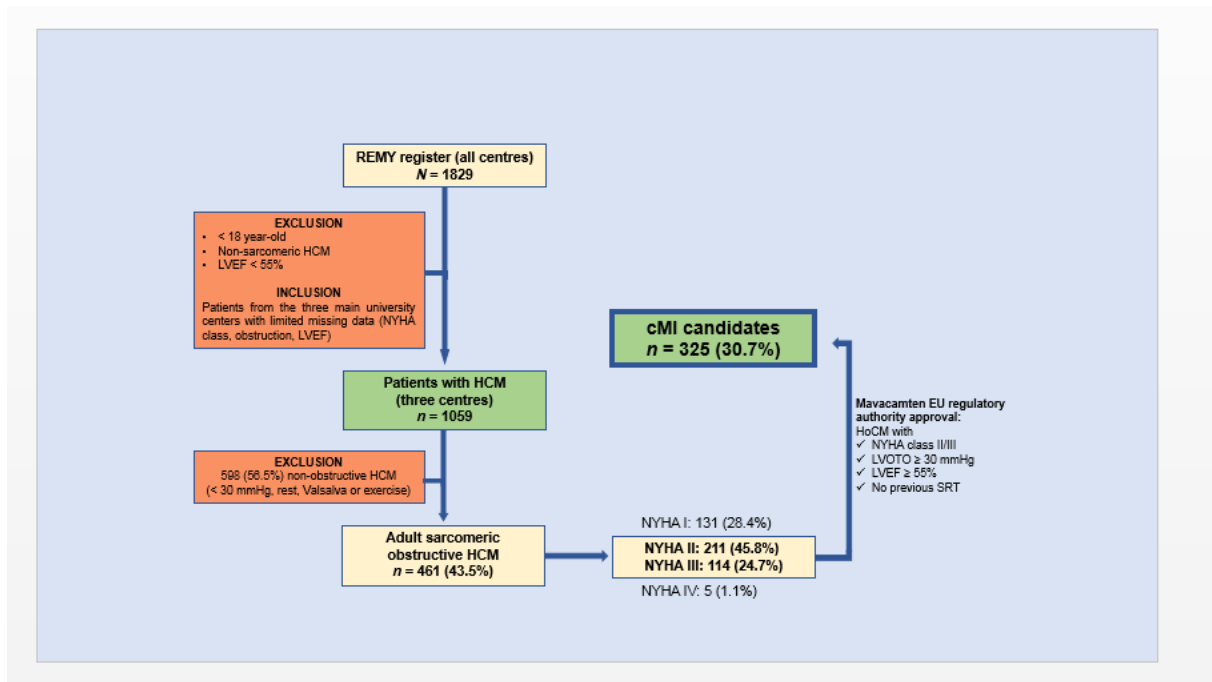 REMY register (all centres)
N = 1829
EXCLUSION
• < 18 year-old
• Non-sarcomeric HCM
• LVEF < 55%
INCLUSION
Patients from the three main university
centers with limited missing data (NYHA
class, obstruction, LVEF)
Patients with HCM
(three centres)
n = 1059
EXCLUSION
598 (56.5%) non-obstructive HCM
(< 30 mmHg, rest, Valsalva or exercise)
Adult sarcomeric
obstructive HCM
n = 461 (43.5%)
NYHA I: 131 (28.4%)
NYHA II: 211 (45.8%)
NYHA III: 114 (24.7%)
NYHA IV: 5 (1.1%)
Mavacamten EU regulatory
authority approval:
HoCM with
✓ NYHA class II/III
✓ LVOTO ≥ 30 mmHg
✓ LVEF ≥ 55%
✓ No previous SRT
cMI candidates
n = 325 (30.7%)